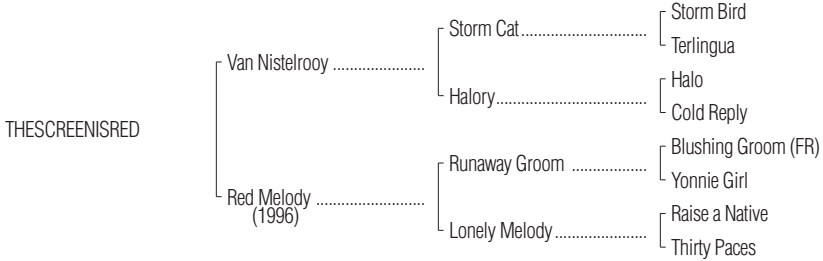 Storm Bird
Storm Cat..............................
Terlingua
Van Nistelrooy ......................
Halo
Halory....................................
Cold Reply
THESCREENISRED
Blushing Groom (FR)
Runaway Groom ..................
Yonnie Girl
Red Melody ..........................
(1996)
Raise a Native
Lonely Melody......................
Thirty Paces